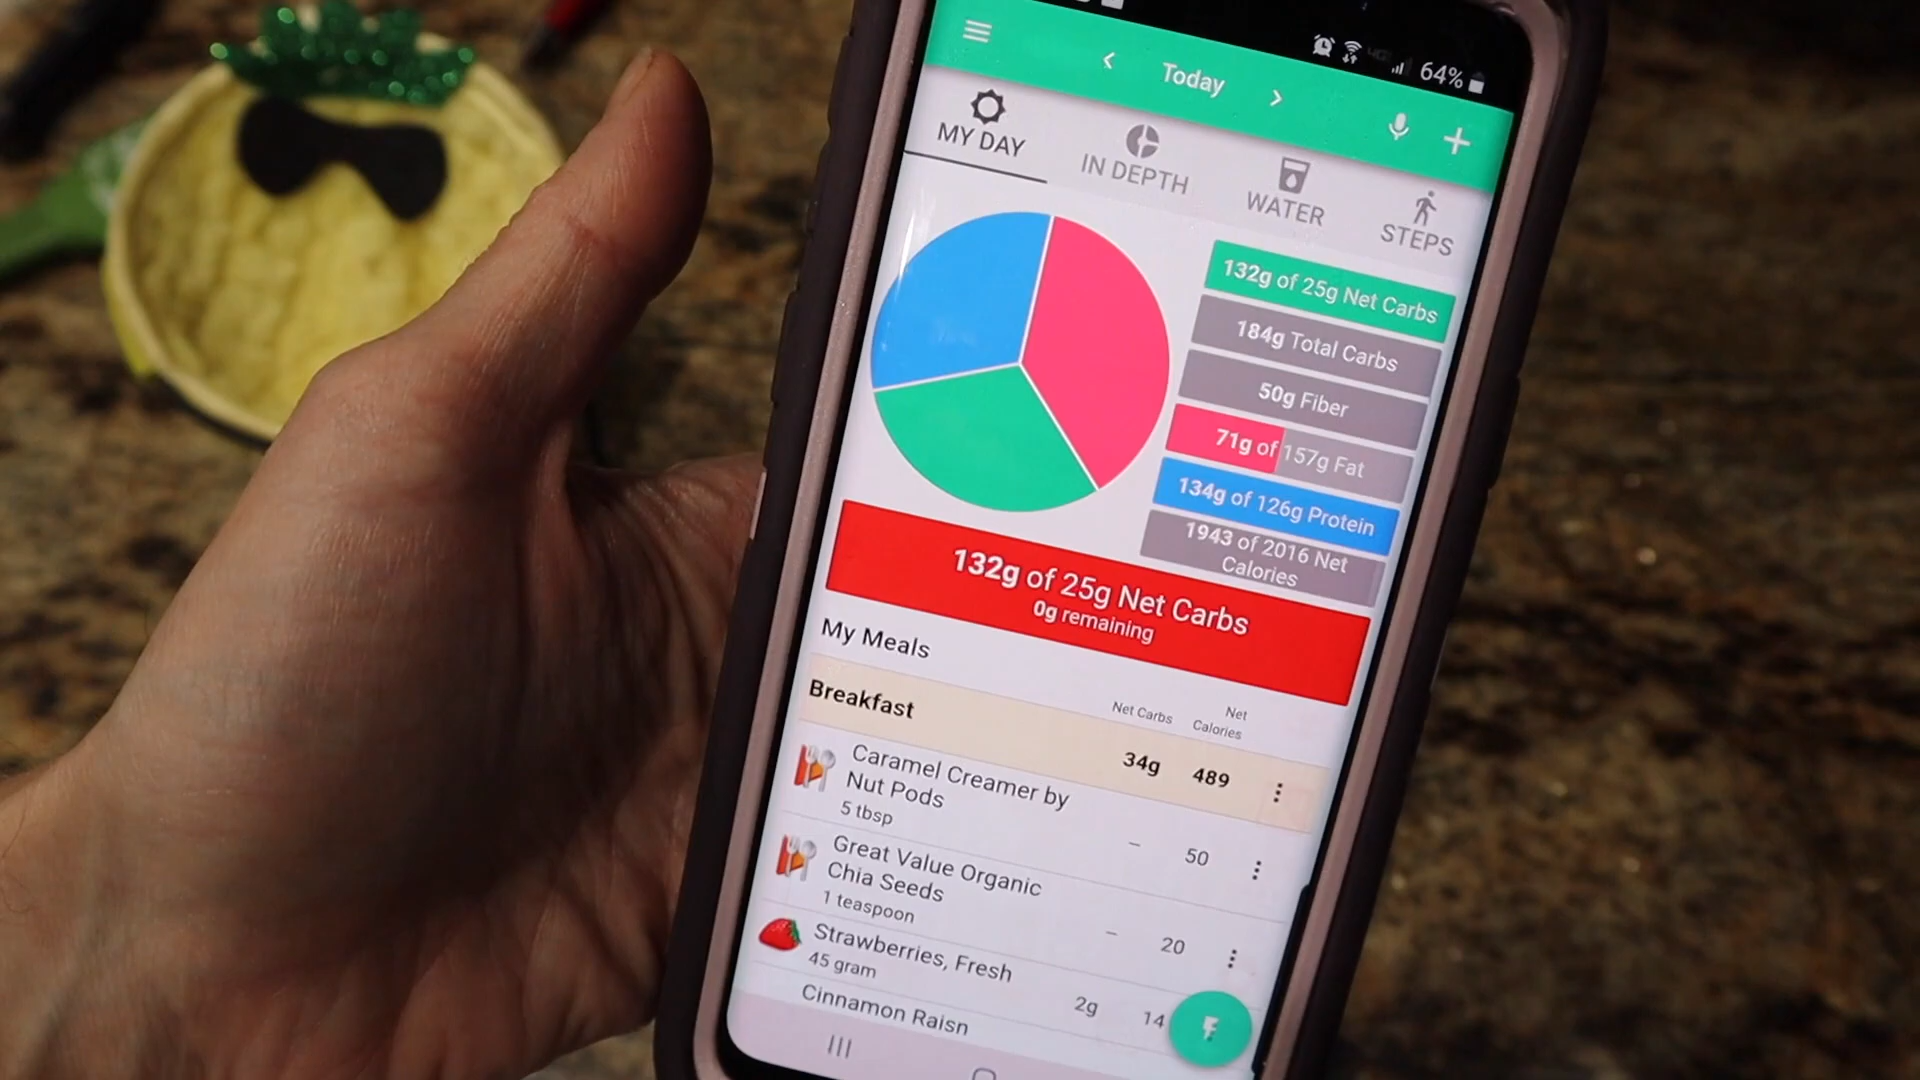 64%
Today
MY DAY
IN DEPTH
WATER
STEPS
132g of 25g Net Carbs
184g Total Carbs
50g Fiber
71g of 157g Fat
134g of 126g Protein
1943 of 2016 Net
Calories
132g of 25g Net Carbs
0g remaining
My Meals
Net Carbs
Net
Calories
Breakfast
34g
489
Caramel Creamer by
Nut Pods
5 tbsp
–
50
Great Value Organic
Chia Seeds
1 teaspoon
–
20
Strawberries, Fresh
45 gram
2g
14
Cinnamon Raisn